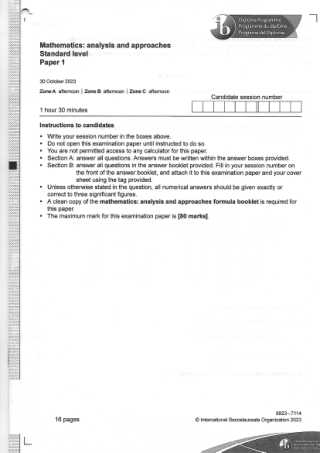 Diploma Programme
Programme du diplôme
Programa del Diploma
Mathematics: analysis and approaches
Standard level
Paper 1
30 October 2023
Zone A afternoon | Zone B afternoon | Zone C afternoon
Candidate session number
1 hour 30 minutes
Instructions to candidates
• Write your session number in the boxes above.
• Do not open this examination paper until instructed to do so.
• You are not permitted access to any calculator for this paper.
• Section A: answer all questions. Answers must be written within the answer boxes provided.
• Section B: answer all questions in the answer booklet provided. Fill in your session number on
the front of the answer booklet, and attach it to this examination paper and your cover
sheet using the tag provided.
• Unless otherwise stated in the question, all numerical answers should be given exactly or
correct to three significant figures.
• A clean copy of the mathematics: analysis and approaches formula booklet is required for
this paper.
• The maximum mark for this examination paper is [80 marks].
8823–7114
16 pages
© International Baccalaureate Organization 2023